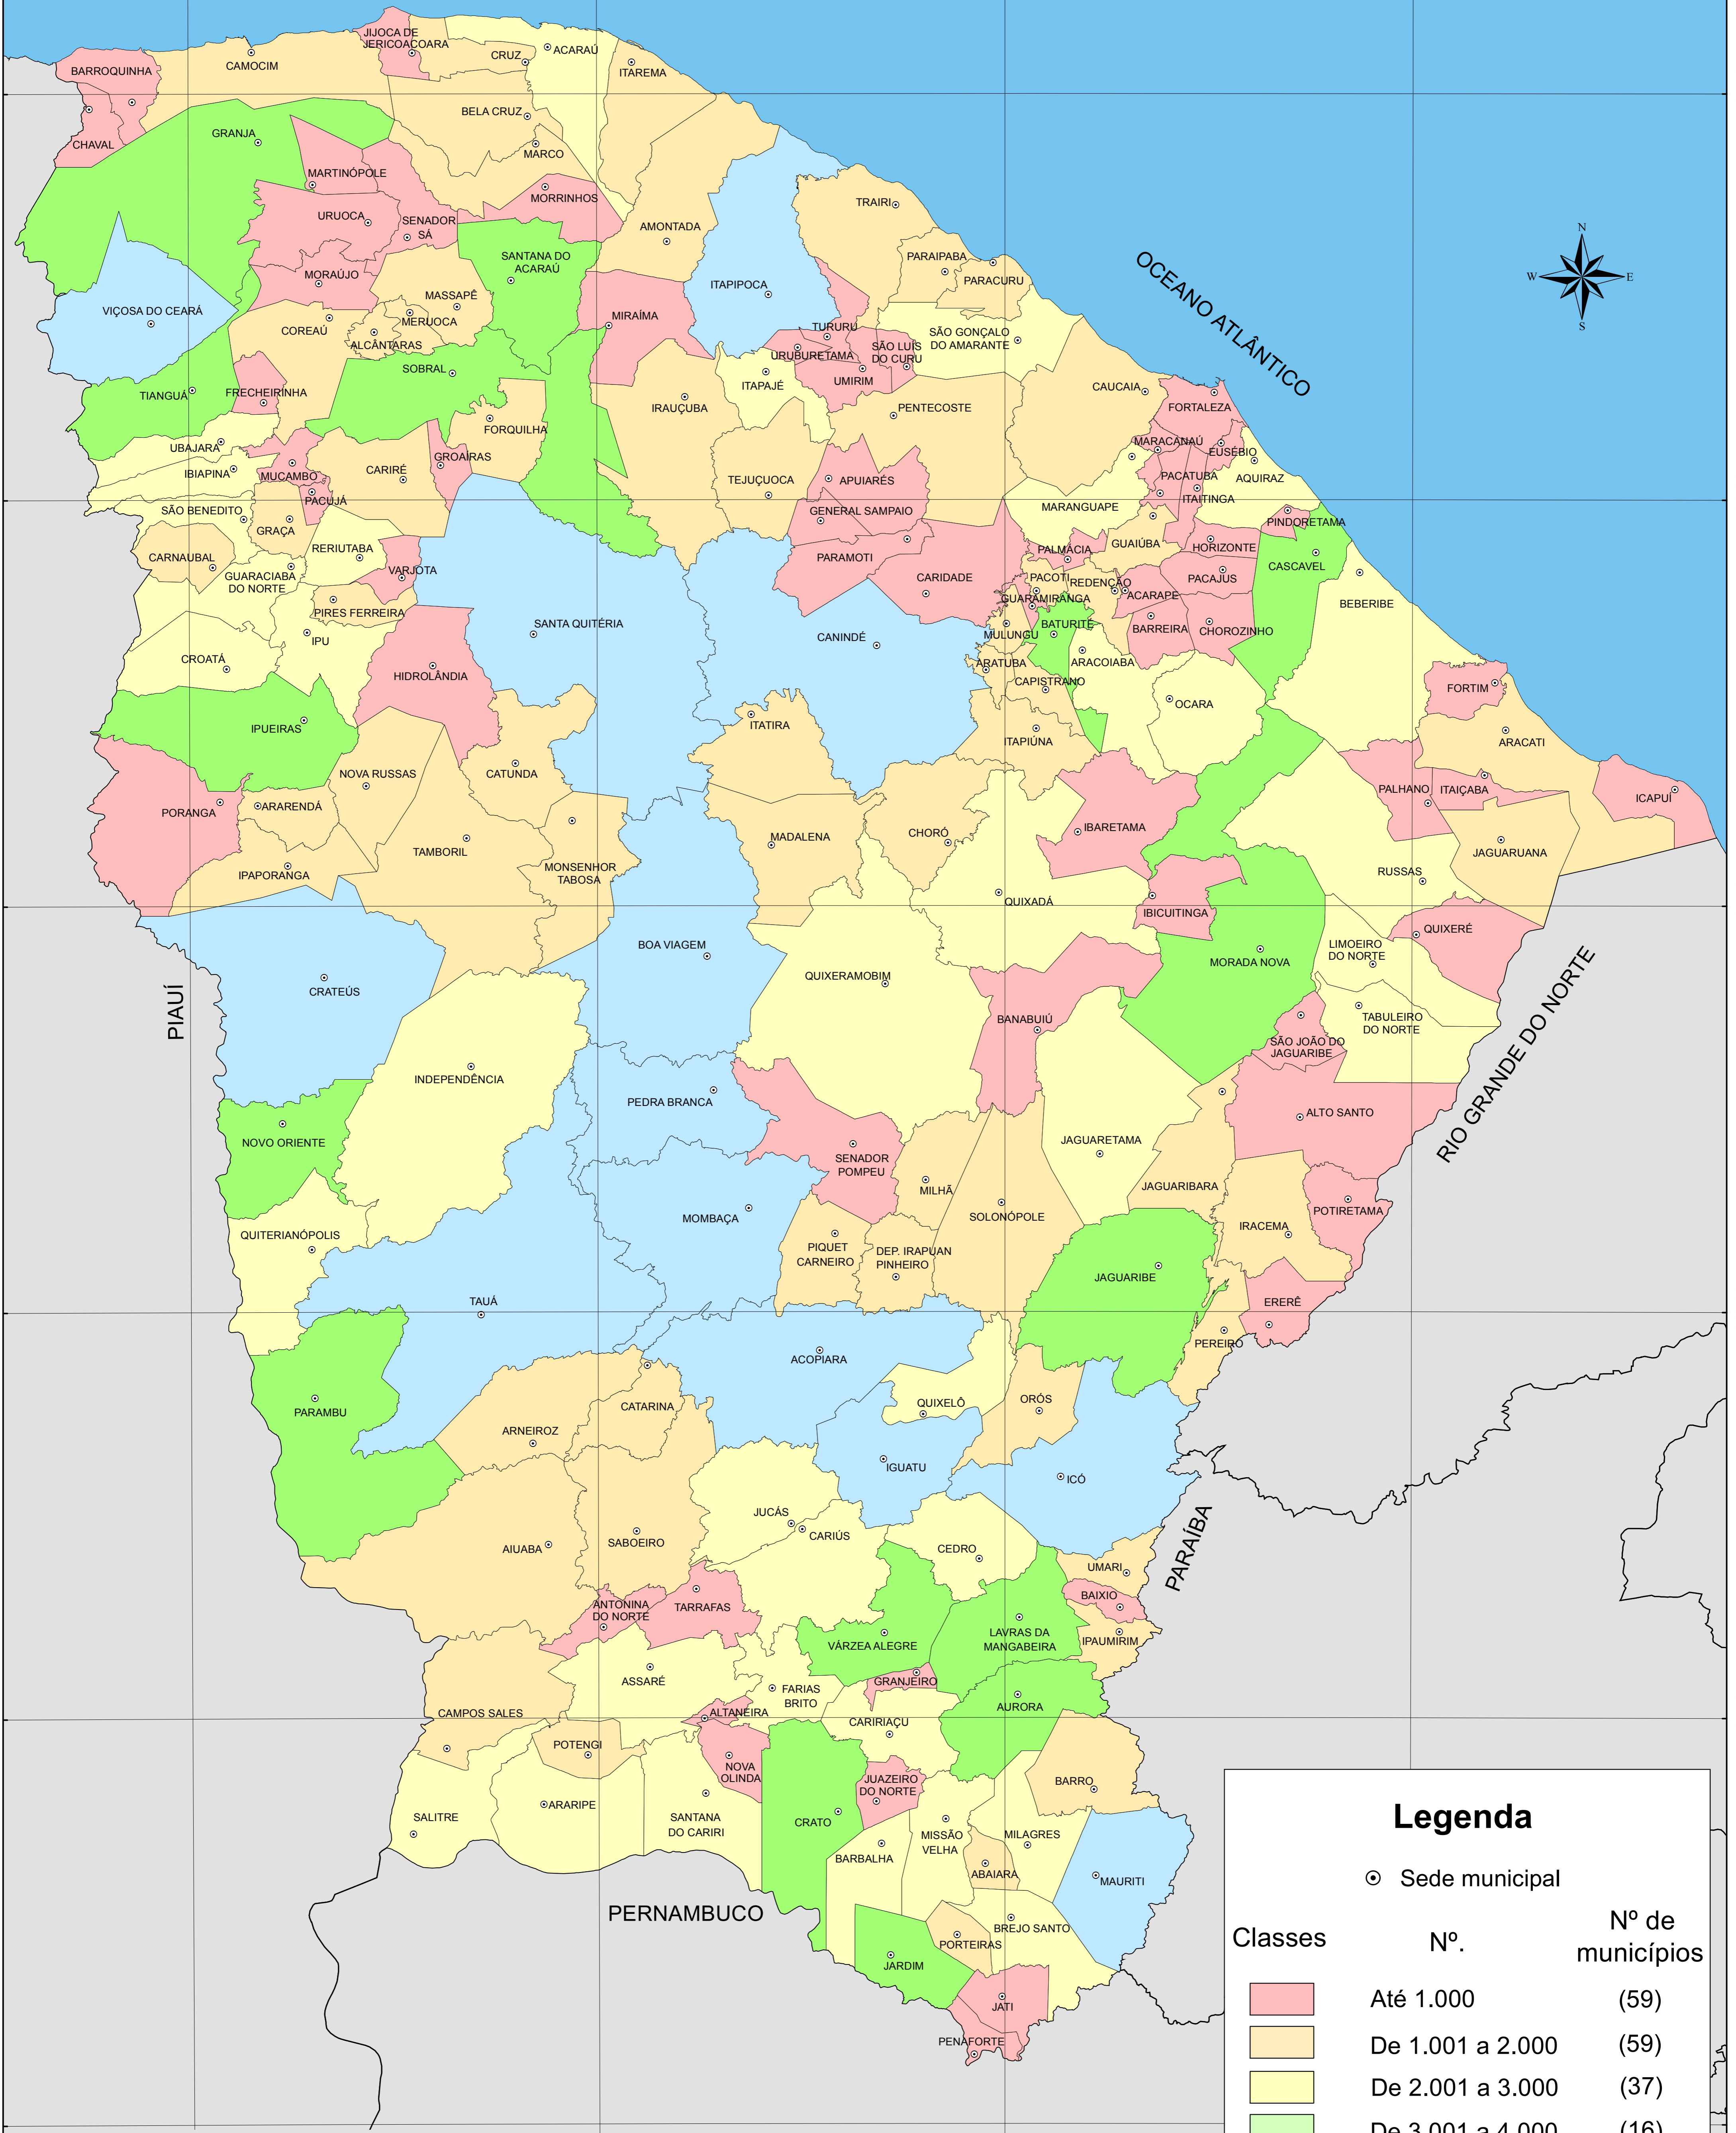 JIJOCA DE
JERICOACOARA
ACARAÚ
CRUZ
BARROQUINHA
CAMOCIM
ITAREMA
BELA CRUZ
GRANJA
CHAVAL
MARCO
MARTINÓPOLE
MORRINHOS
TRAIRI
URUOCA
SENADOR
SÁ
AMONTADA
N
W
E
S
SANTANA DO
ACARAÚ
PARAIPABA
OCEANO ATLÂNTICO
MORAÚJO
PARACURU
ITAPIPOCA
MASSAPÊ
VIÇOSA DO CEARÁ
MIRAÍMA
MERUOCA
COREAÚ
TURURU
SÃO GONÇALO
DO AMARANTE
ALCÂNTARAS
SÃO LUÍS
DO CURU
URUBURETAMA
SOBRAL
UMIRIM
ITAPAJÉ
CAUCAIA
FRECHEIRINHA
TIANGUÁ
IRAUÇUBA
PENTECOSTE
FORTALEZA
FORQUILHA
MARACANAÚ
UBAJARA
EUSÉBIO
GROAÍRAS
IBIAPINA
MUCAMBO
CARIRÉ
TEJUÇUOCA
APUIARÉS
PACATUBA
AQUIRAZ
PACUJÁ
ITAITINGA
MARANGUAPE
SÃO BENEDITO
GENERAL SAMPAIO
PINDORETAMA
GRAÇA
RERIUTABA
GUAIÚBA
HORIZONTE
PALMÁCIA
CARNAUBAL
PARAMOTI
CASCAVEL
VARJOTA
GUARACIABA
DO NORTE
CARIDADE
PACOTI
REDENÇÃO
PACAJUS
ACARAPE
GUARAMIRANGA
BEBERIBE
PIRES FERREIRA
SANTA QUITÉRIA
BATURITÉ
BARREIRA
CHOROZINHO
CANINDÉ
MULUNGU
IPU
CROATÁ
ARATUBA
ARACOIABA
HIDROLÂNDIA
CAPISTRANO
FORTIM
OCARA
ITATIRA
IPUEIRAS
ITAPIÚNA
ARACATI
NOVA RUSSAS
CATUNDA
PALHANO
ITAIÇABA
ICAPUÍ
PORANGA
ARARENDÁ
IBARETAMA
MADALENA
CHORÓ
TAMBORIL
JAGUARUANA
MONSENHOR
TABOSA
IPAPORANGA
RUSSAS
QUIXADÁ
IBICUITINGA
QUIXERÉ
BOA VIAGEM
LIMOEIRO
DO NORTE
MORADA NOVA
QUIXERAMOBIM
CRATEÚS
PIAUÍ
BANABUIÚ
TABULEIRO
DO NORTE
SÃO JOÃO DO
JAGUARIBE
RIO GRANDE DO NORTE
INDEPENDÊNCIA
PEDRA BRANCA
ALTO SANTO
NOVO ORIENTE
JAGUARETAMA
SENADOR
POMPEU
JAGUARIBARA
MILHÃ
POTIRETAMA
MOMBAÇA
SOLONÓPOLE
IRACEMA
QUITERIANÓPOLIS
PIQUET
CARNEIRO
DEP. IRAPUAN
PINHEIRO
JAGUARIBE
TAUÁ
ERERÊ
PEREIRO
ACOPIARA
ORÓS
QUIXELÔ
CATARINA
PARAMBU
ARNEIROZ
IGUATU
ICÓ
JUCÁS
CARIÚS
SABOEIRO
AIUABA
CEDRO
PARAÍBA
UMARI
BAIXIO
ANTONINA
DO NORTE
TARRAFAS
LAVRAS DA
MANGABEIRA
VÁRZEA ALEGRE
IPAUMIRIM
ASSARÉ
GRANJEIRO
FARIAS
BRITO
AURORA
CAMPOS SALES
ALTANEIRA
CARIRIAÇU
POTENGI
NOVA
OLINDA
JUAZEIRO
DO NORTE
BARRO
ARARIPE
SALITRE
SANTANA
DO CARIRI
CRATO
MISSÃO
VELHA
MILAGRES
BARBALHA
ABAIARA
MAURITI
PERNAMBUCO
BREJO SANTO
PORTEIRAS
JARDIM
JATI
PENAFORTE
Legenda
Sede municipal
Classes Nº. Nº de
municípios
Até 1.000 (59)
De 1.001 a 2.000 (59)
De 2.001 a 3.000 (37)
De 3.001 a 4.000 (16)